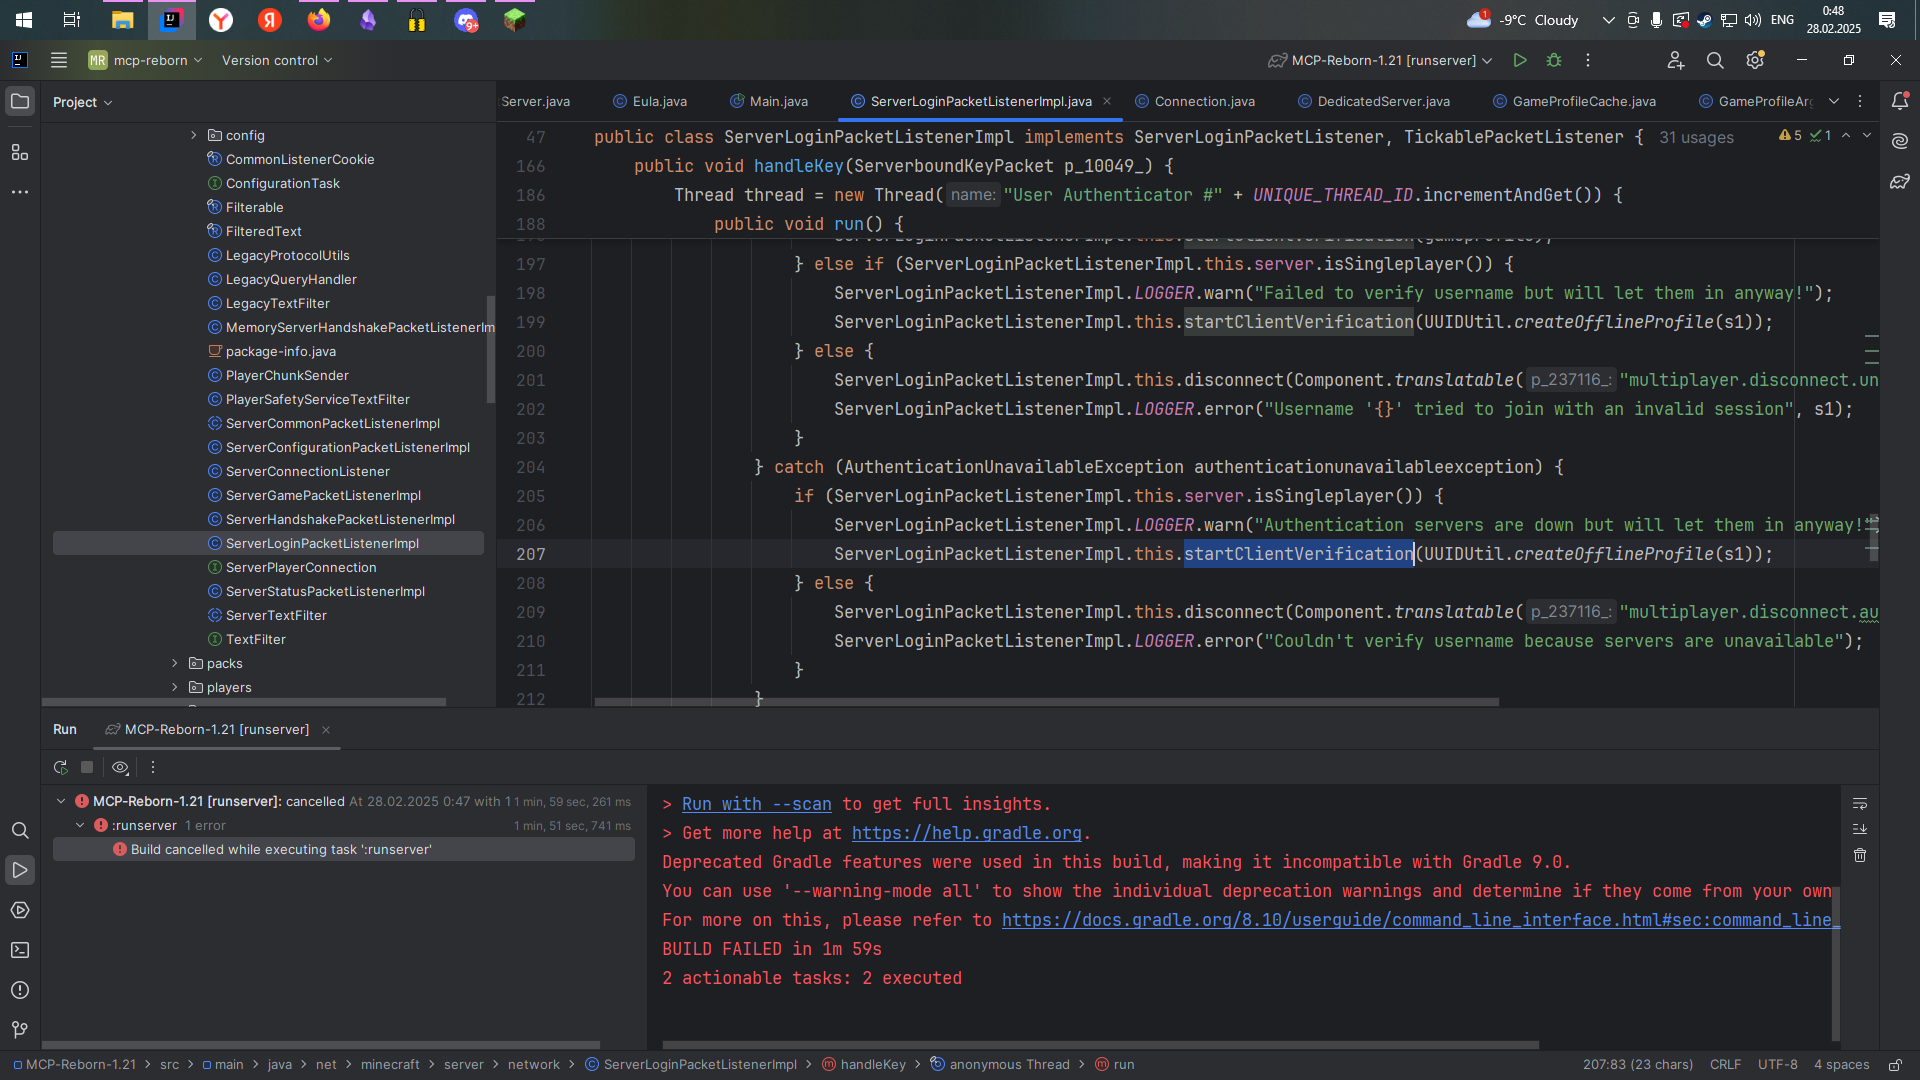 -9°C Cloudy
ENG
0:48
28.02.2025
MR mcp-reborn
Version control
MCP-Reborn-1.21 [runserver]
Project
Server.java
Eula.java
Main.java
ServerLoginPacketListenerImpl.java
Connection.java
DedicatedServer.java
GameProfileCache.java
GameProfileArg
config
CommonListenerCookie
ConfigurationTask
Filterable
FilteredText
LegacyProtocolUtils
LegacyQueryHandler
LegacyTextFilter
MemoryServerHandshakePacketListenerIm
package-info.java
PlayerChunkSender
PlayerSafetyServiceTextFilter
ServerCommonPacketListenerImpl
ServerConfigurationPacketListenerImpl
ServerConnectionListener
ServerGamePacketListenerImpl
ServerHandshakePacketListenerImpl
ServerLoginPacketListenerImpl
ServerPlayerConnection
ServerStatusPacketListenerImpl
ServerTextFilter
TextFilter
packs
players
47 public class ServerLoginPacketListenerImpl implements ServerLoginPacketListener, TickablePacketListener { 31 usages
5 1
166 public void handleKey(ServerboundKeyPacket p_10049_) {
186 Thread thread = new Thread( name: "User Authenticator #" + UNIQUE_THREAD_ID.incrementAndGet()) {
188 public void run() {
197 } else if (ServerLoginPacketListenerImpl.this.server.isSingleplayer()) {
198 ServerLoginPacketListenerImpl.LOGGER.warn("Failed to verify username but will let them in anyway!");
199 ServerLoginPacketListenerImpl.this.startClientVerification(UUIDUtil.createOfflineProfile(s1));
200 } else {
201 ServerLoginPacketListenerImpl.this.disconnect(Component.translatable( p_237116_: "multiplayer.disconnect.un
202 ServerLoginPacketListenerImpl.LOGGER.error("Username '{}' tried to join with an invalid session", s1);
203 }
204 } catch (AuthenticationUnavailableException authenticationunavailableexception) {
205 if (ServerLoginPacketListenerImpl.this.server.isSingleplayer()) {
206 ServerLoginPacketListenerImpl.LOGGER.warn("Authentication servers are down but will let them in anyway!"
207 ServerLoginPacketListenerImpl.this.startClientVerification(UUIDUtil.createOfflineProfile(s1));
208 } else {
209 ServerLoginPacketListenerImpl.this.disconnect(Component.translatable( p_237116_: "multiplayer.disconnect.au
210 ServerLoginPacketListenerImpl.LOGGER.error("Couldn't verify username because servers are unavailable");
211 }
212 }
Run
MCP-Reborn-1.21 [runserver]
MCP-Reborn-1.21 [runserver]: cancelled At 28.02.2025 0:47 with 1 1 min, 59 sec, 261 ms
:runserver 1 error 1 min, 51 sec, 741 ms
Build cancelled while executing task ':runserver'
> Run with --scan to get full insights.
> Get more help at https://help.gradle.org.
Deprecated Gradle features were used in this build, making it incompatible with Gradle 9.0.
You can use '--warning-mode all' to show the individual deprecation warnings and determine if they come from your own
For more on this, please refer to https://docs.gradle.org/8.10/userguide/command_line_interface.html#sec:command_line_
BUILD FAILED in 1m 59s
2 actionable tasks: 2 executed
MCP-Reborn-1.21 > src > main > java > net > minecraft > server > network > ServerLoginPacketListenerImpl > handleKey > anonymous Thread > run
207:83 (23 chars) CRLF UTF-8 4 spaces